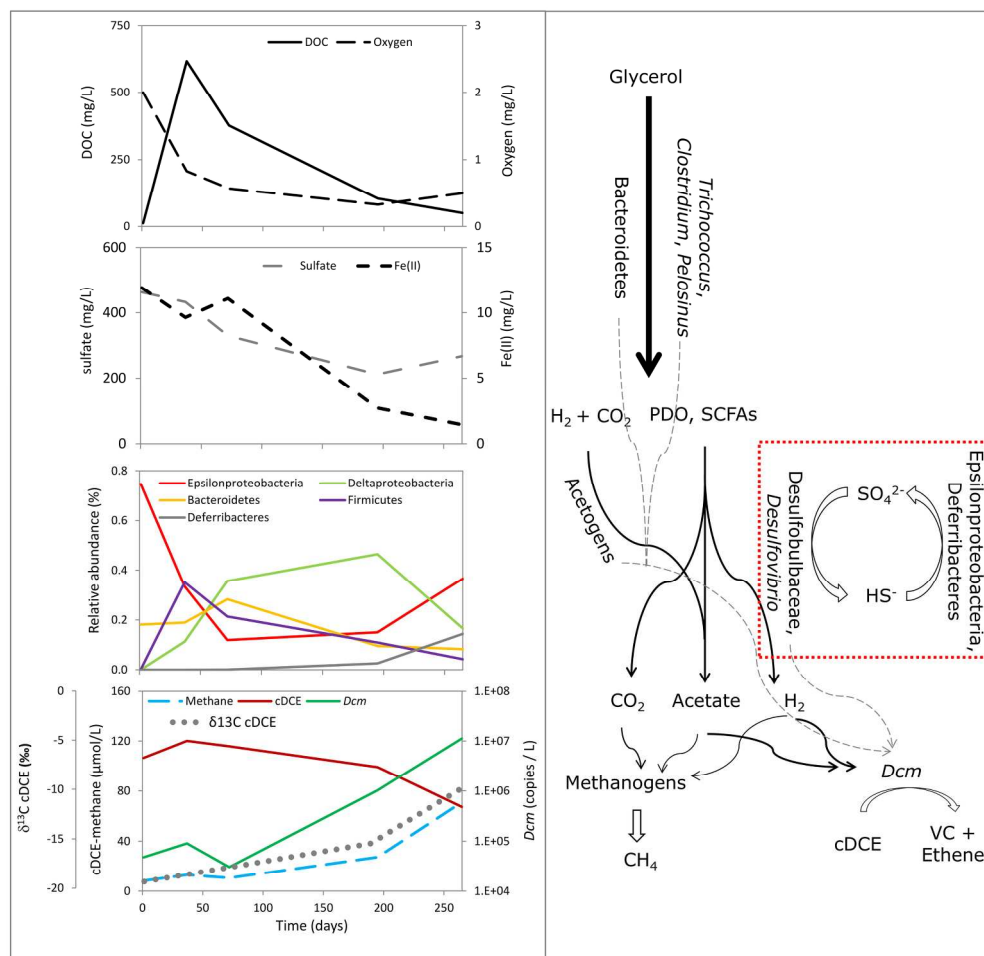 DOC Oxygen
DOC (mg/L)
750
500
250
0
Oxygen (mg/L)
3
2
1
0
Sulfate Fe(II)
sulfate (mg/L)
600
400
200
0
Fe(II) (mg/L)
15
10
5
0
Epsilonproteobacteria Deltaproteobacteria
Bacteroidetes Firmicutes
Deferribacteres
Relative abundance (%)
0.8
0.6
0.4
0.2
0.0
Methane cDCE Dcm
δ13C cDCE
δ¹³C cDCE (‰)
0
-5
-10
-15
-20
cDCE-methane (µmol/L)
160
120
80
40
0
Dcm (copies / L)
1.E+08
1.E+07
1.E+06
1.E+05
1.E+04
0 50 100 150 200 250
Time (days)
Glycerol
Bacteroidetes
Trichococcus,
Clostridium, Pelosinus
H₂ + CO₂ PDO, SCFAs
Acetogens
Desulfobulbaceae,
Desulfovibrio
SO₄²⁻
HS⁻
Epsilonproteobacteria,
Deferribacteres
CO₂ Acetate H₂
Methanogens
Dcm
CH₄
cDCE
VC +
Ethene